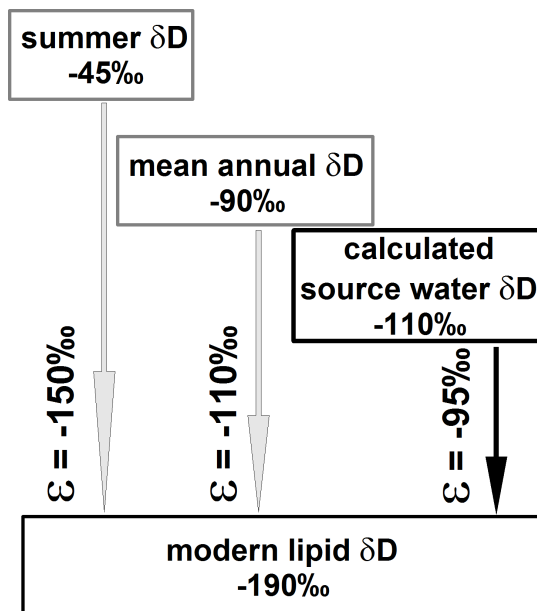 summer δD
-45‰
mean annual δD
-90‰
calculated
source water δD
-110‰
ε = -150‰
ε = -110‰
ε = -95‰
modern lipid δD
-190‰